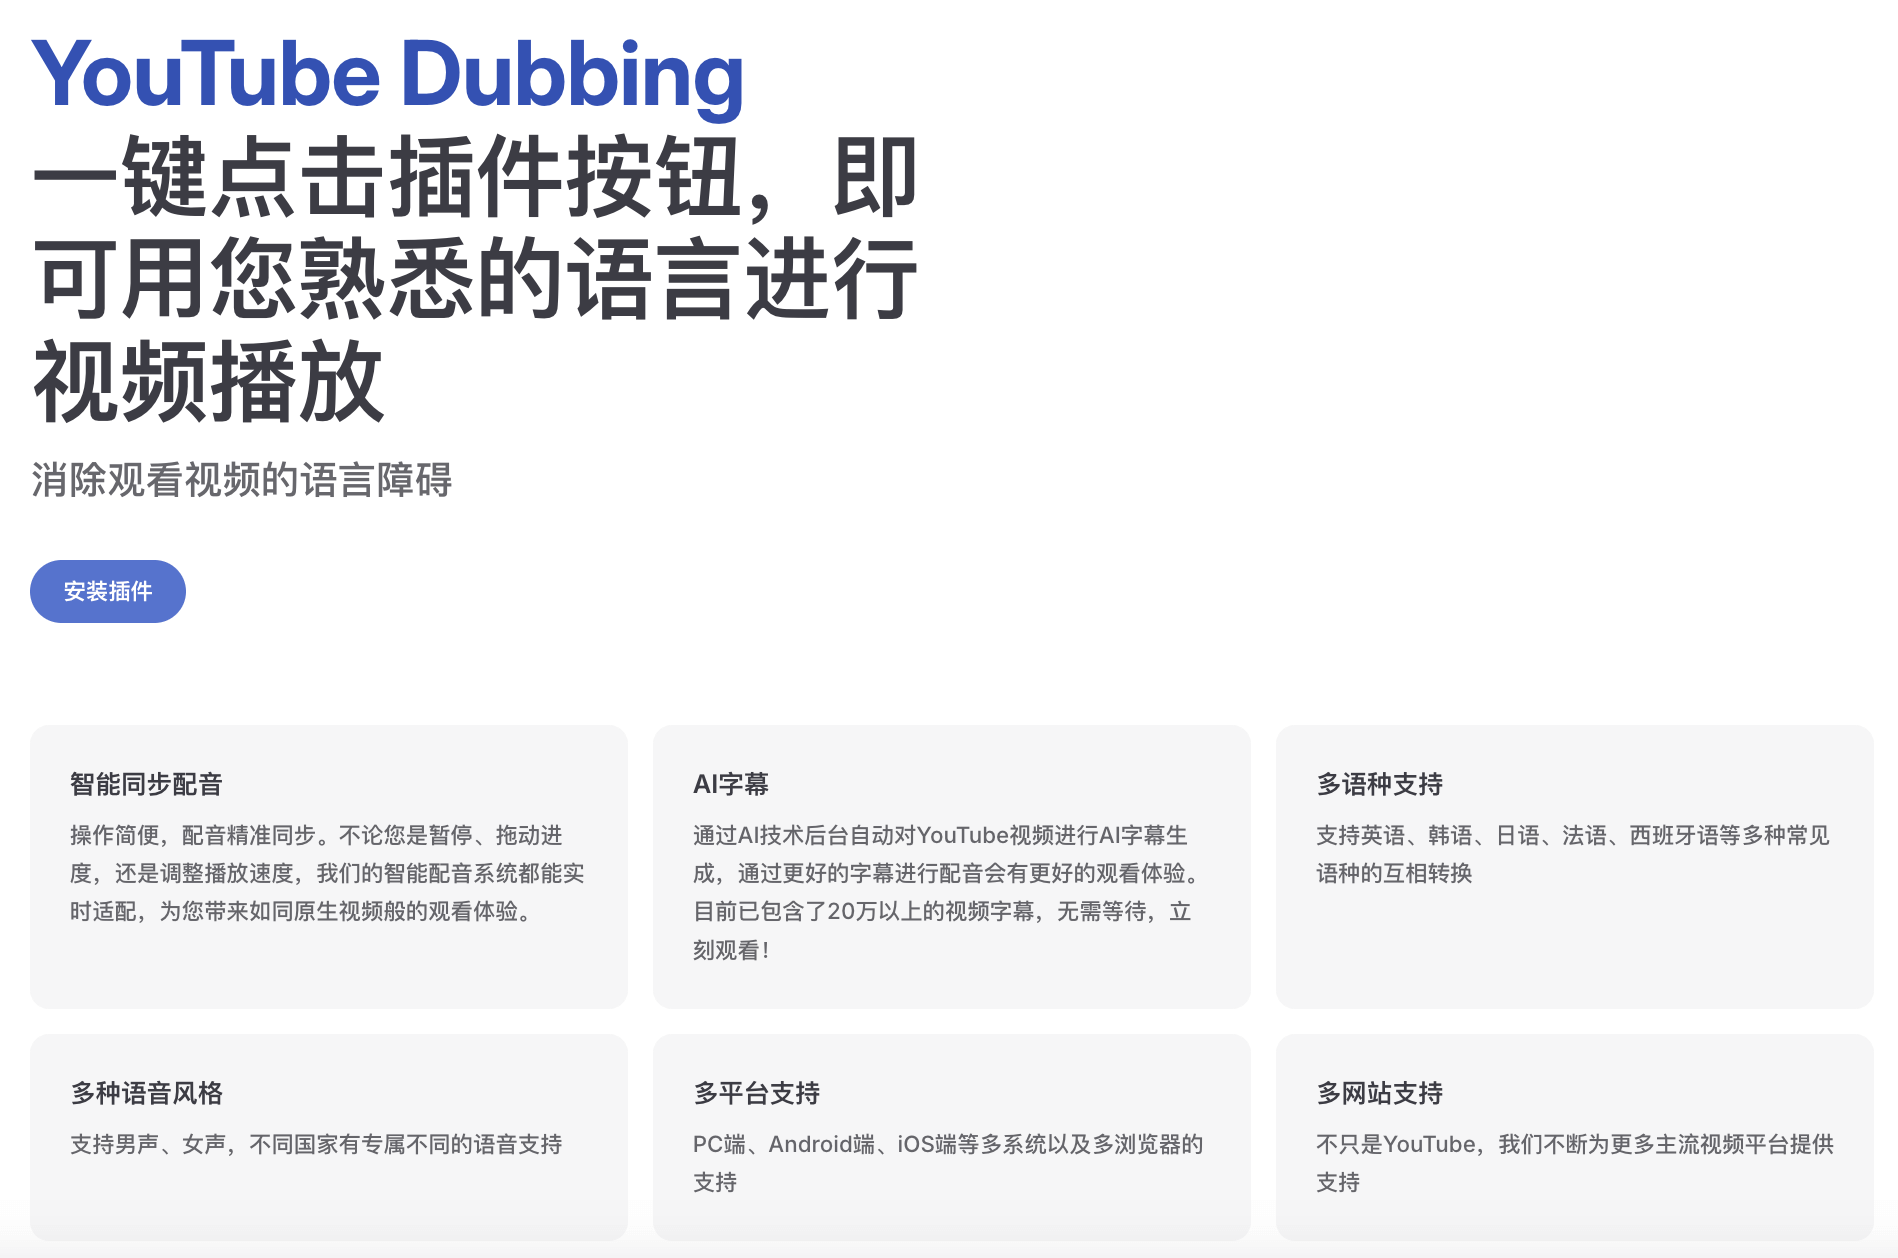 YouTube Dubbing
一键点击插件按钮，即
可用您熟悉的语言进行
视频播放
消除观看视频的语言障碍
安装插件
智能同步配音
操作简便，配音精准同步。不论您是暂停、拖动进
度，还是调整播放速度，我们的智能配音系统都能实
时适配，为您带来如同原生视频般的观看体验。
AI字幕
通过AI技术后台自动对YouTube视频进行AI字幕生
成，通过更好的字幕进行配音会有更好的观看体验。
目前已包含了20万以上的视频字幕，无需等待，立
刻观看！
多语种支持
支持英语、韩语、日语、法语、西班牙语等多种常见
语种的互相转换
多种语音风格
支持男声、女声，不同国家有专属不同的语音支持
多平台支持
PC端、Android端、iOS端等多系统以及多浏览器的
支持
多网站支持
不只是YouTube，我们不断为更多主流视频平台提供
支持